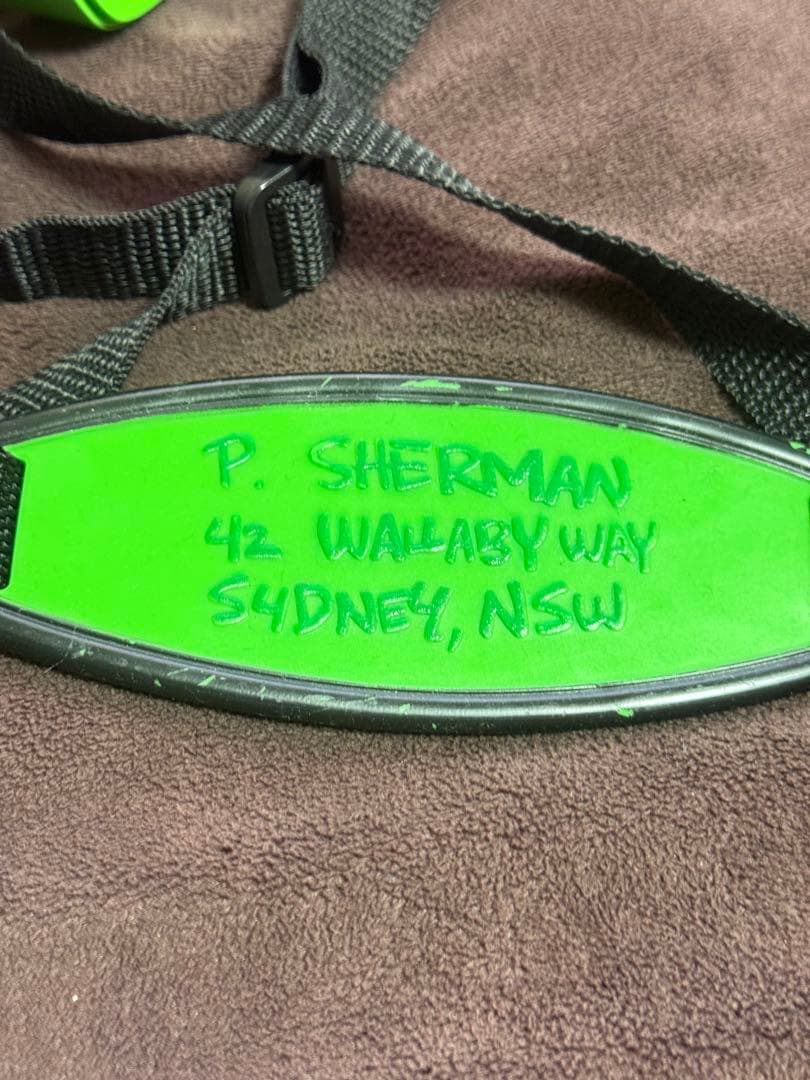 P. SHERMAN
42 WALLABY WAY
SYDNEY, NSW